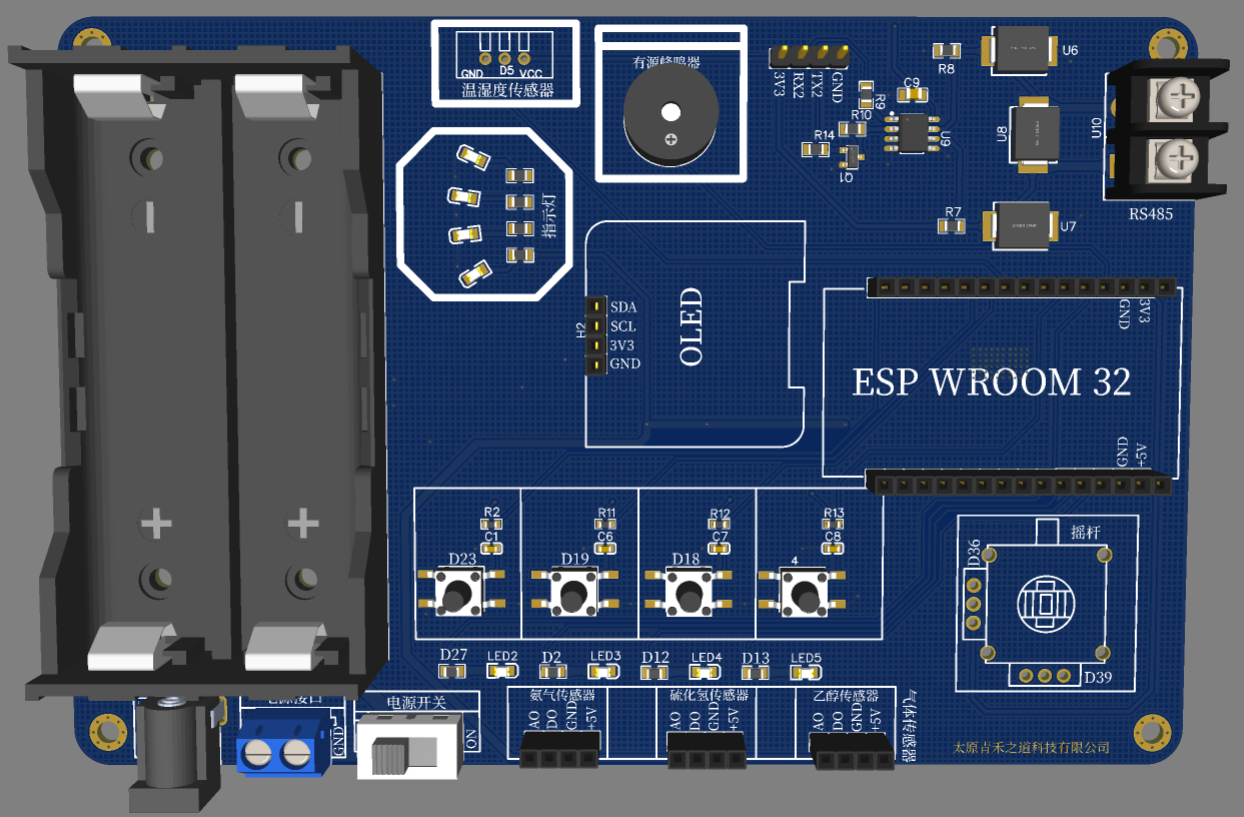 GND D5 VCC
温湿度传感器
有源蜂鸣器
3V3
RX2
TX2
GND
R8
U6
R9
C9
R10
R14
Q1
U9
U8
U10
RS485
R7
U7
指示灯
H2
SDA
SCL
3V3
GND
OLED
GND
3V3
ESP WROOM 32
GND
+5V
R2
C1
D23
R11
C6
D19
R12
C7
D18
R13
C8
4
D36
摇杆
D39
D27
LED2
D2
LED3
D12
LED4
D13
LED5
电源接口
GND
电源开关
ON
氨气传感器
AO
DO
GND
+5V
硫化氢传感器
AO
DO
GND
+5V
乙醇传感器
AO
DO
GND
+5V
气体传感器
太原青禾之道科技有限公司